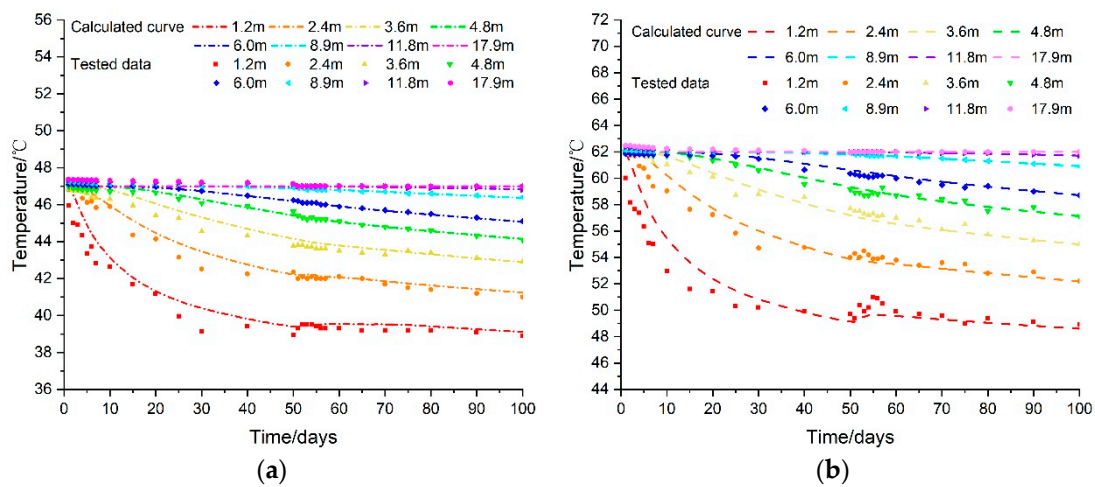 Calculated curve 1.2m 2.4m 3.6m 4.8m
6.0m 8.9m 11.8m 17.9m
Tested data 1.2m 2.4m 3.6m 4.8m
6.0m 8.9m 11.8m 17.9m
Temperature/℃
56
54
52
50
48
46
44
42
40
38
36
0 10 20 30 40 50 60 70 80 90 100
Time/days
(a)
Calculated curve 1.2m 2.4m 3.6m 4.8m
6.0m 8.9m 11.8m 17.9m
Tested data 1.2m 2.4m 3.6m 4.8m
6.0m 8.9m 11.8m 17.9m
Temperature/℃
72
70
68
66
64
62
60
58
56
54
52
50
48
46
44
0 10 20 30 40 50 60 70 80 90 100
Time/days
(b)